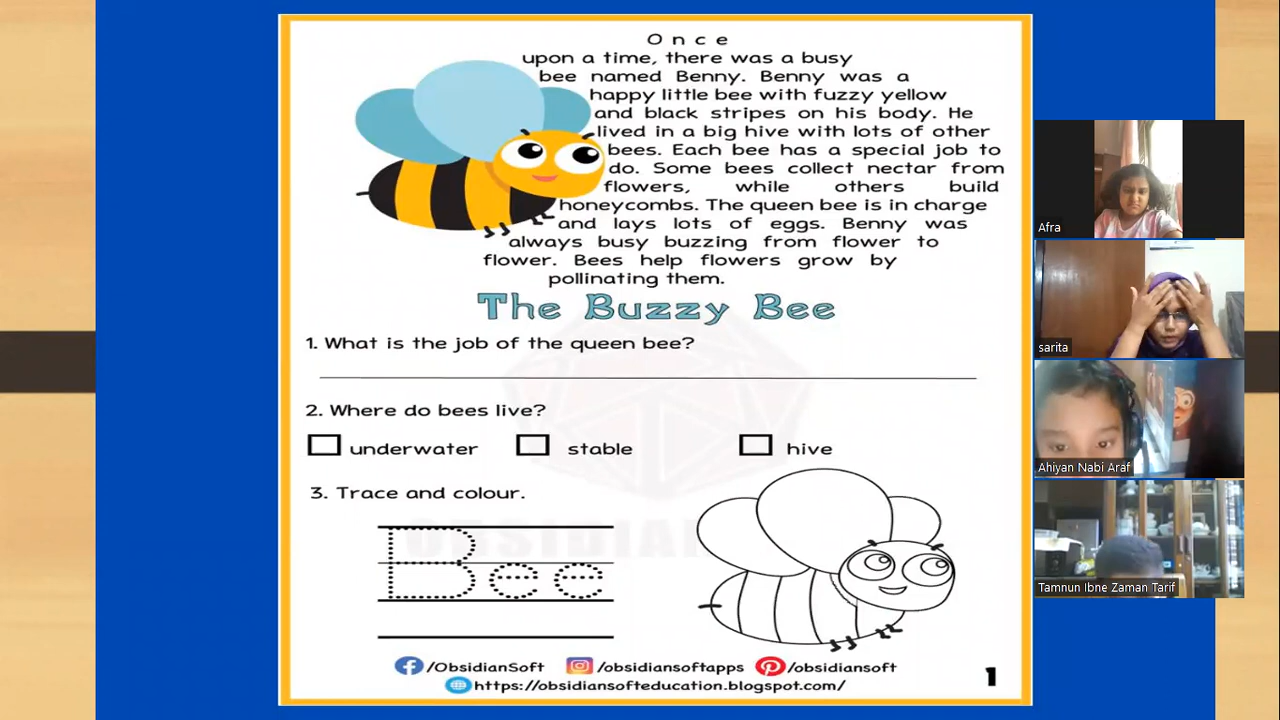 Once
upon a time, there was a busy
bee named Benny. Benny was a
happy little bee with fuzzy yellow
and black stripes on his body. He
lived in a big hive with lots of other
bees. Each bee has a special job to
do. Some bees collect nectar from
flowers, while others build
honeycombs. The queen bee is in charge
and lays lots of eggs. Benny was
always busy buzzing from flower to
flower. Bees help flowers grow by
pollinating them.
The Buzzy Bee
1. What is the job of the queen bee?
2. Where do bees live?
underwater stable hive
3. Trace and colour.
Bee
OBSIDIAN
/ObsidianSoft /obsidiansoftapps /obsidiansoft
https://obsidiansofteducation.blogspot.com/
1
Afra
sarita
Ahiyan Nabi Araf
Tamnun Ibne Zaman Tarif